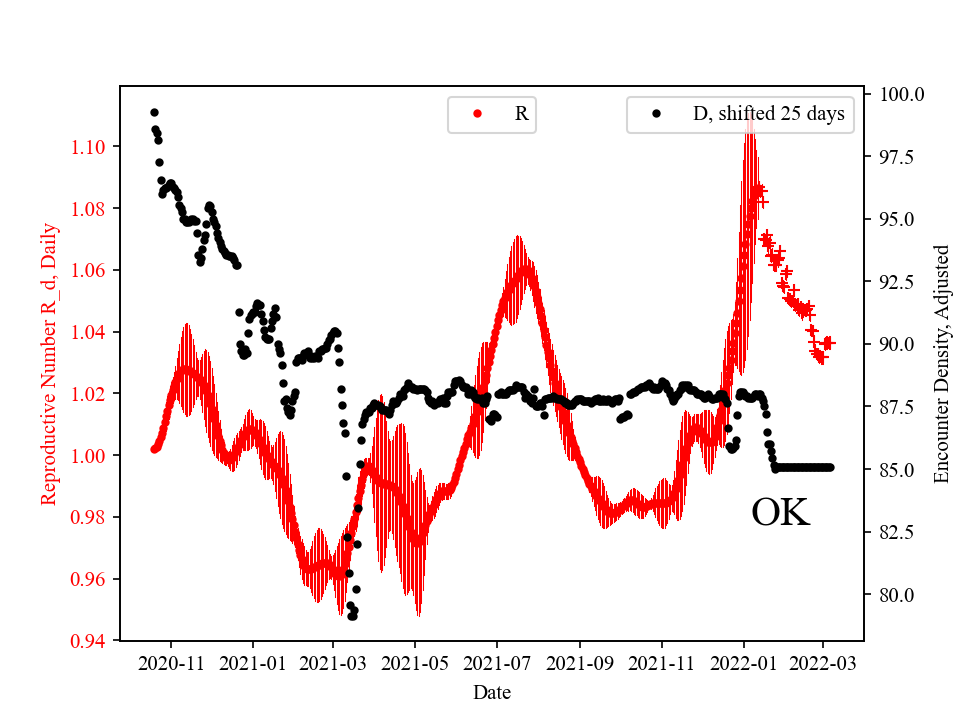 R
D, shifted 25 days
Reproductive Number R_d, Daily
1.10
1.08
1.06
1.04
1.02
1.00
0.98
0.96
0.94
100.0
97.5
95.0
92.5
90.0
87.5
85.0
82.5
80.0
Encounter Density, Adjusted
OK
2020-11 2021-01 2021-03 2021-05 2021-07 2021-09 2021-11 2022-01 2022-03
Date